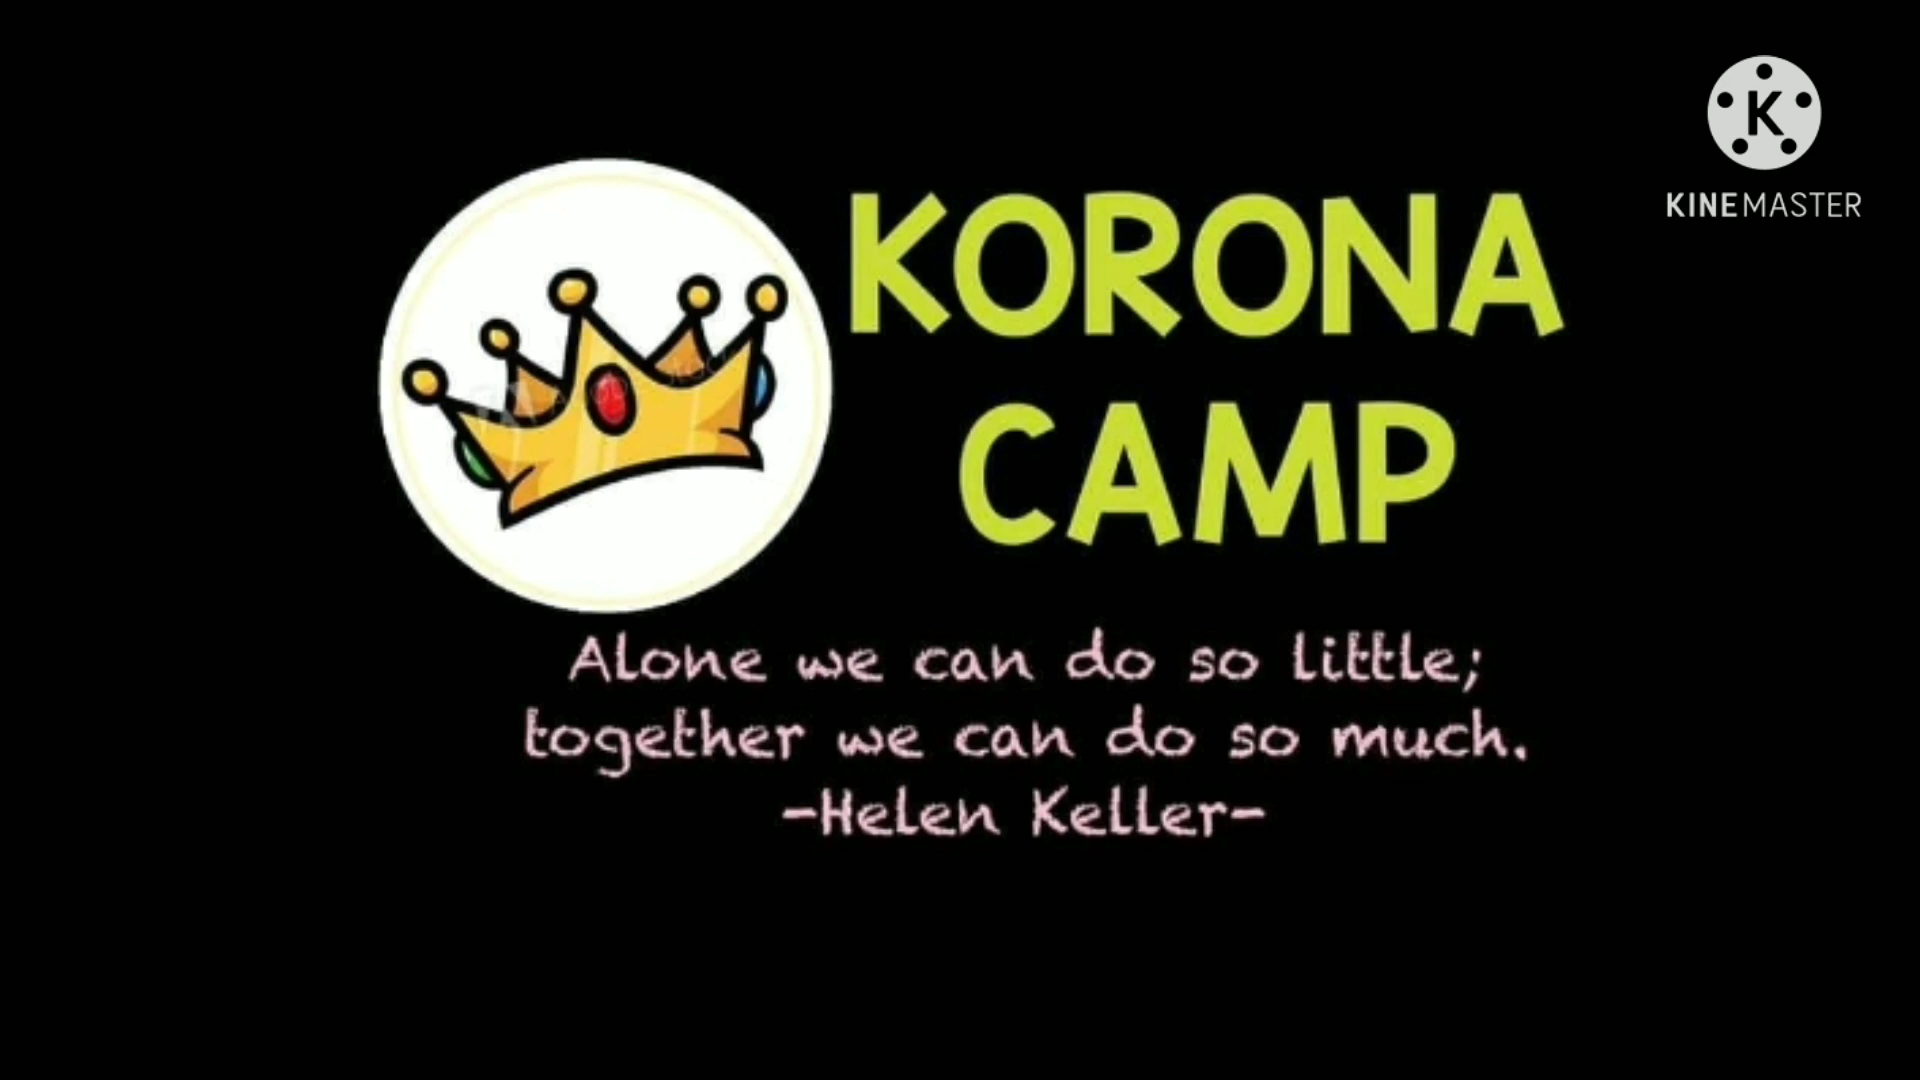 KORONA
CAMP
Alone we can do so little;
together we can do so much.
-Helen Keller-
K
KINEMASTER